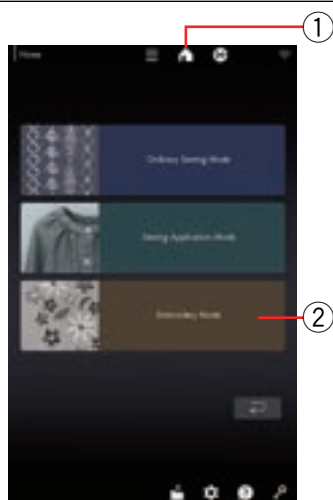 ①
Home
Ordinary Sewing Mode
Sewing Application Mode
Embroidery Mode
②